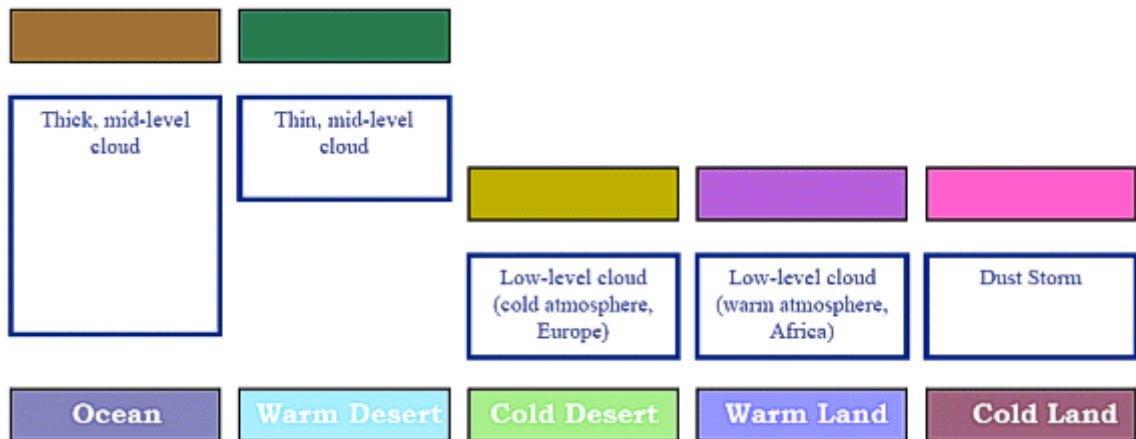 Thick, mid-level
cloud
Thin, mid-level
cloud
Low-level cloud
(cold atmosphere,
Europe)
Low-level cloud
(warm atmosphere,
Africa)
Dust Storm
Ocean
Warm Desert
Cold Desert
Warm Land
Cold Land